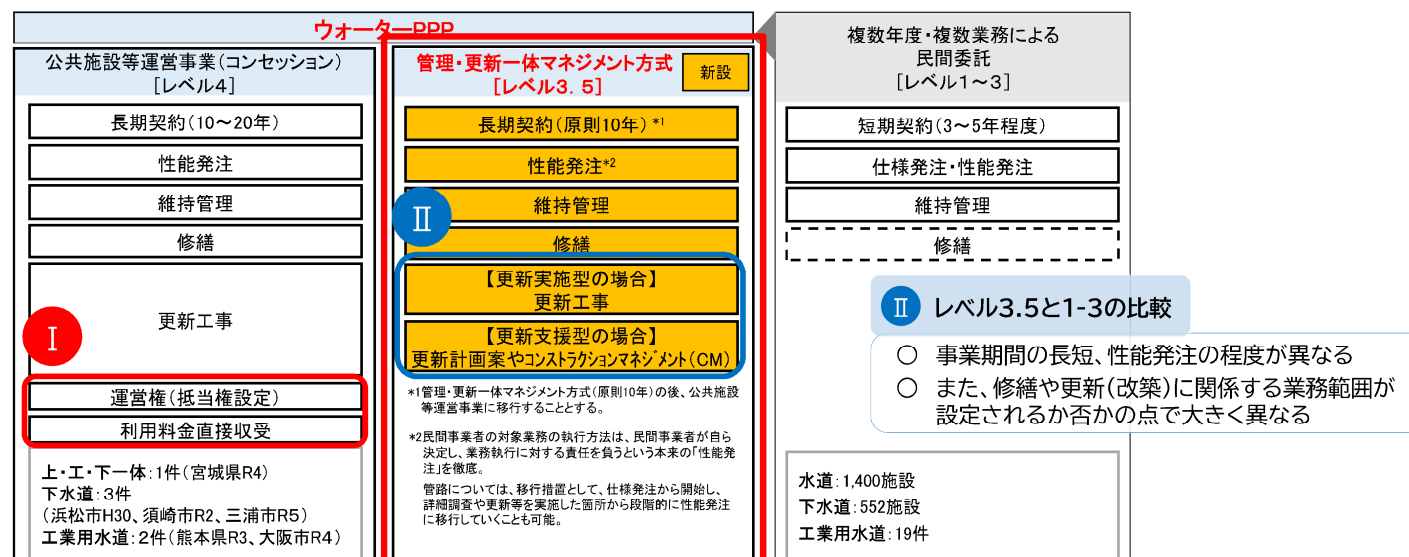 ウォーターPPP
公共施設等運営事業(コンセッション)
[レベル4]
長期契約(10～20年)
性能発注
維持管理
修繕
更新工事
Ⅰ
運営権(抵当権設定)
利用料金直接収受
上・工・下一体:1件(宮城県R4)
下水道:3件
(浜松市H30、須崎市R2、三浦市R5)
工業用水道:2件(熊本県R3、大阪市R4)
管理・更新一体マネジメント方式
[レベル3.5]
新設
長期契約(原則10年)*1
性能発注*2
維持管理
Ⅱ
修繕
【更新実施型の場合】
更新工事
【更新支援型の場合】
更新計画案やコンストラクションマネジメント(CM)
*1管理・更新一体マネジメント方式(原則10年)の後、公共施設
等運営事業に移行することとする。
*2民間事業者の対象業務の執行方法は、民間事業者が自ら
決定し、業務執行に対する責任を負うという本来の「性能発
注」を徹底。
管路については、移行措置として、仕様発注から開始し、
詳細調査や更新等を実施した箇所から段階的に性能発注
に移行していくことも可能。
複数年度・複数業務による
民間委託
[レベル1～3]
短期契約(3～5年程度)
仕様発注・性能発注
維持管理
修繕
Ⅱ レベル3.5と1-3の比較
○ 事業期間の長短、性能発注の程度が異なる
○ また、修繕や更新(改築)に関係する業務範囲が
設定されるか否かの点で大きく異なる
水道:1,400施設
下水道:552施設
工業用水道:19件